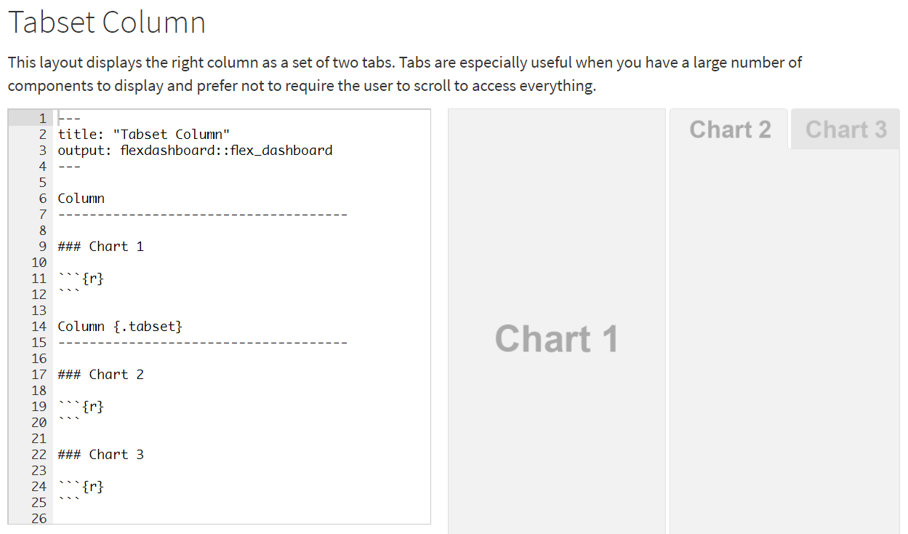 Tabset Column
This layout displays the right column as a set of two tabs. Tabs are especially useful when you have a large number of
components to display and prefer not to require the user to scroll to access everything.
1 ---
2 title: "Tabset Column"
3 output: flexdashboard::flex_dashboard
4 ---
5
6 Column
7 -------------------------------------
8
9 ### Chart 1
10
11 ```{r}
12 ```
13
14 Column {.tabset}
15 -------------------------------------
16
17 ### Chart 2
18
19 ```{r}
20 ```
21
22 ### Chart 3
23
24 ```{r}
25 ```
26
Chart 1
Chart 2
Chart 3